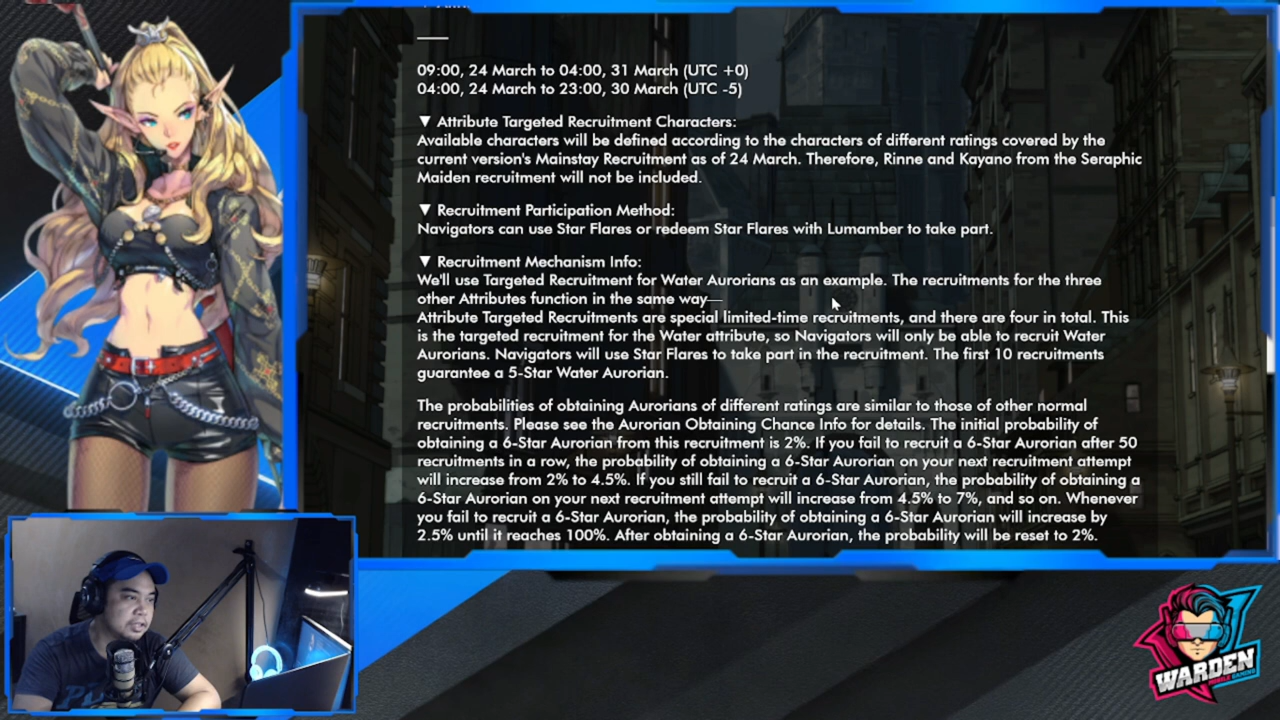 09:00, 24 March to 04:00, 31 March (UTC +0)
04:00, 24 March to 23:00, 30 March (UTC -5)
▼ Attribute Targeted Recruitment Characters:
Available characters will be defined according to the characters of different ratings covered by the
current version's Mainstay Recruitment as of 24 March. Therefore, Rinne and Kayano from the Seraphic
Maiden recruitment will not be included.
▼ Recruitment Participation Method:
Navigators can use Star Flares or redeem Star Flares with Lumamber to take part.
▼ Recruitment Mechanism Info:
We'll use Targeted Recruitment for Water Aurorians as an example. The recruitments for the three
other Attributes function in the same way—
Attribute Targeted Recruitments are special limited-time recruitments, and there are four in total. This
is the targeted recruitment for the Water attribute, so Navigators will only be able to recruit Water
Aurorians. Navigators will use Star Flares to take part in the recruitment. The first 10 recruitments
guarantee a 5-Star Water Aurorian.
The probabilities of obtaining Aurorians of different ratings are similar to those of other normal
recruitments. Please see the Aurorian Obtaining Chance Info for details. The initial probability of
obtaining a 6-Star Aurorian from this recruitment is 2%. If you fail to recruit a 6-Star Aurorian after 50
recruitments in a row, the probability of obtaining a 6-Star Aurorian on your next recruitment attempt
will increase from 2% to 4.5%. If you still fail to recruit a 6-Star Aurorian, the probability of obtaining a
6-Star Aurorian on your next recruitment attempt will increase from 4.5% to 7%, and so on. Whenever
you fail to recruit a 6-Star Aurorian, the probability of obtaining a 6-Star Aurorian will increase by
2.5% until it reaches 100%. After obtaining a 6-Star Aurorian, the probability will be reset to 2%.
WARDEN
MOBILE GAMING